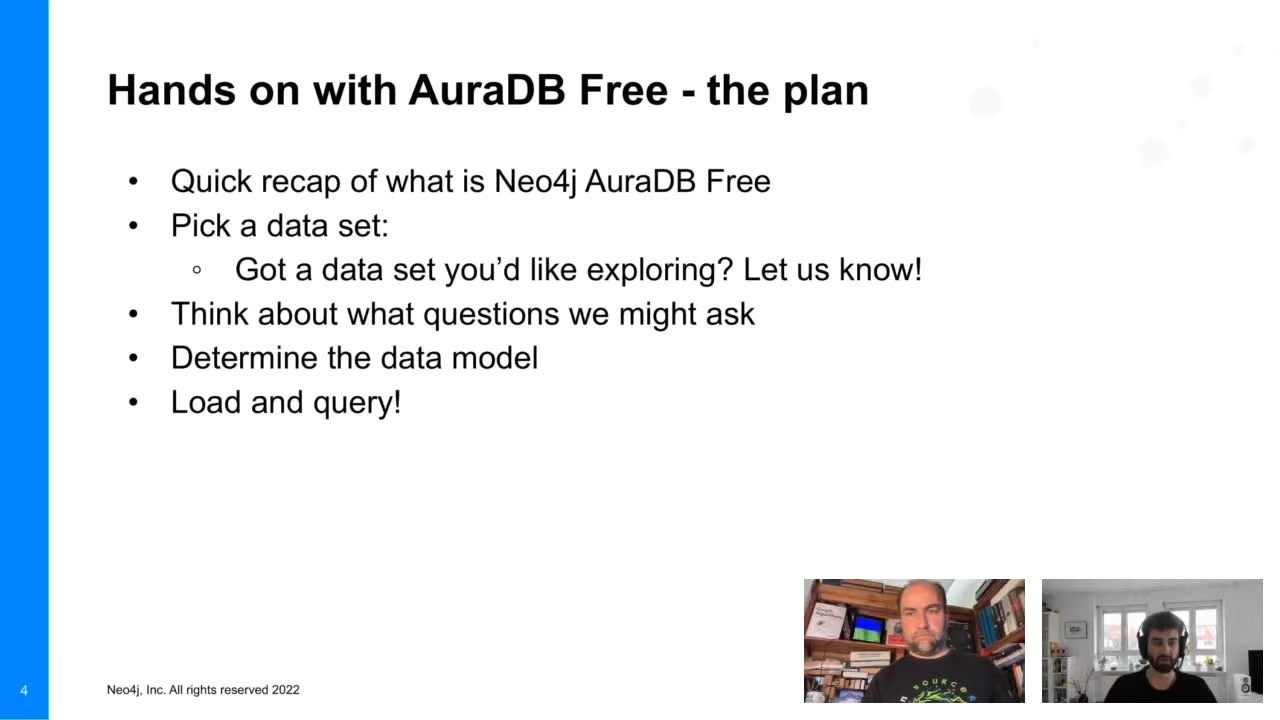 Hands on with AuraDB Free - the plan
• Quick recap of what is Neo4j AuraDB Free
• Pick a data set:
◦ Got a data set you’d like exploring? Let us know!
• Think about what questions we might ask
• Determine the data model
• Load and query!
4
Neo4j, Inc. All rights reserved 2022
Graph
Algorithms